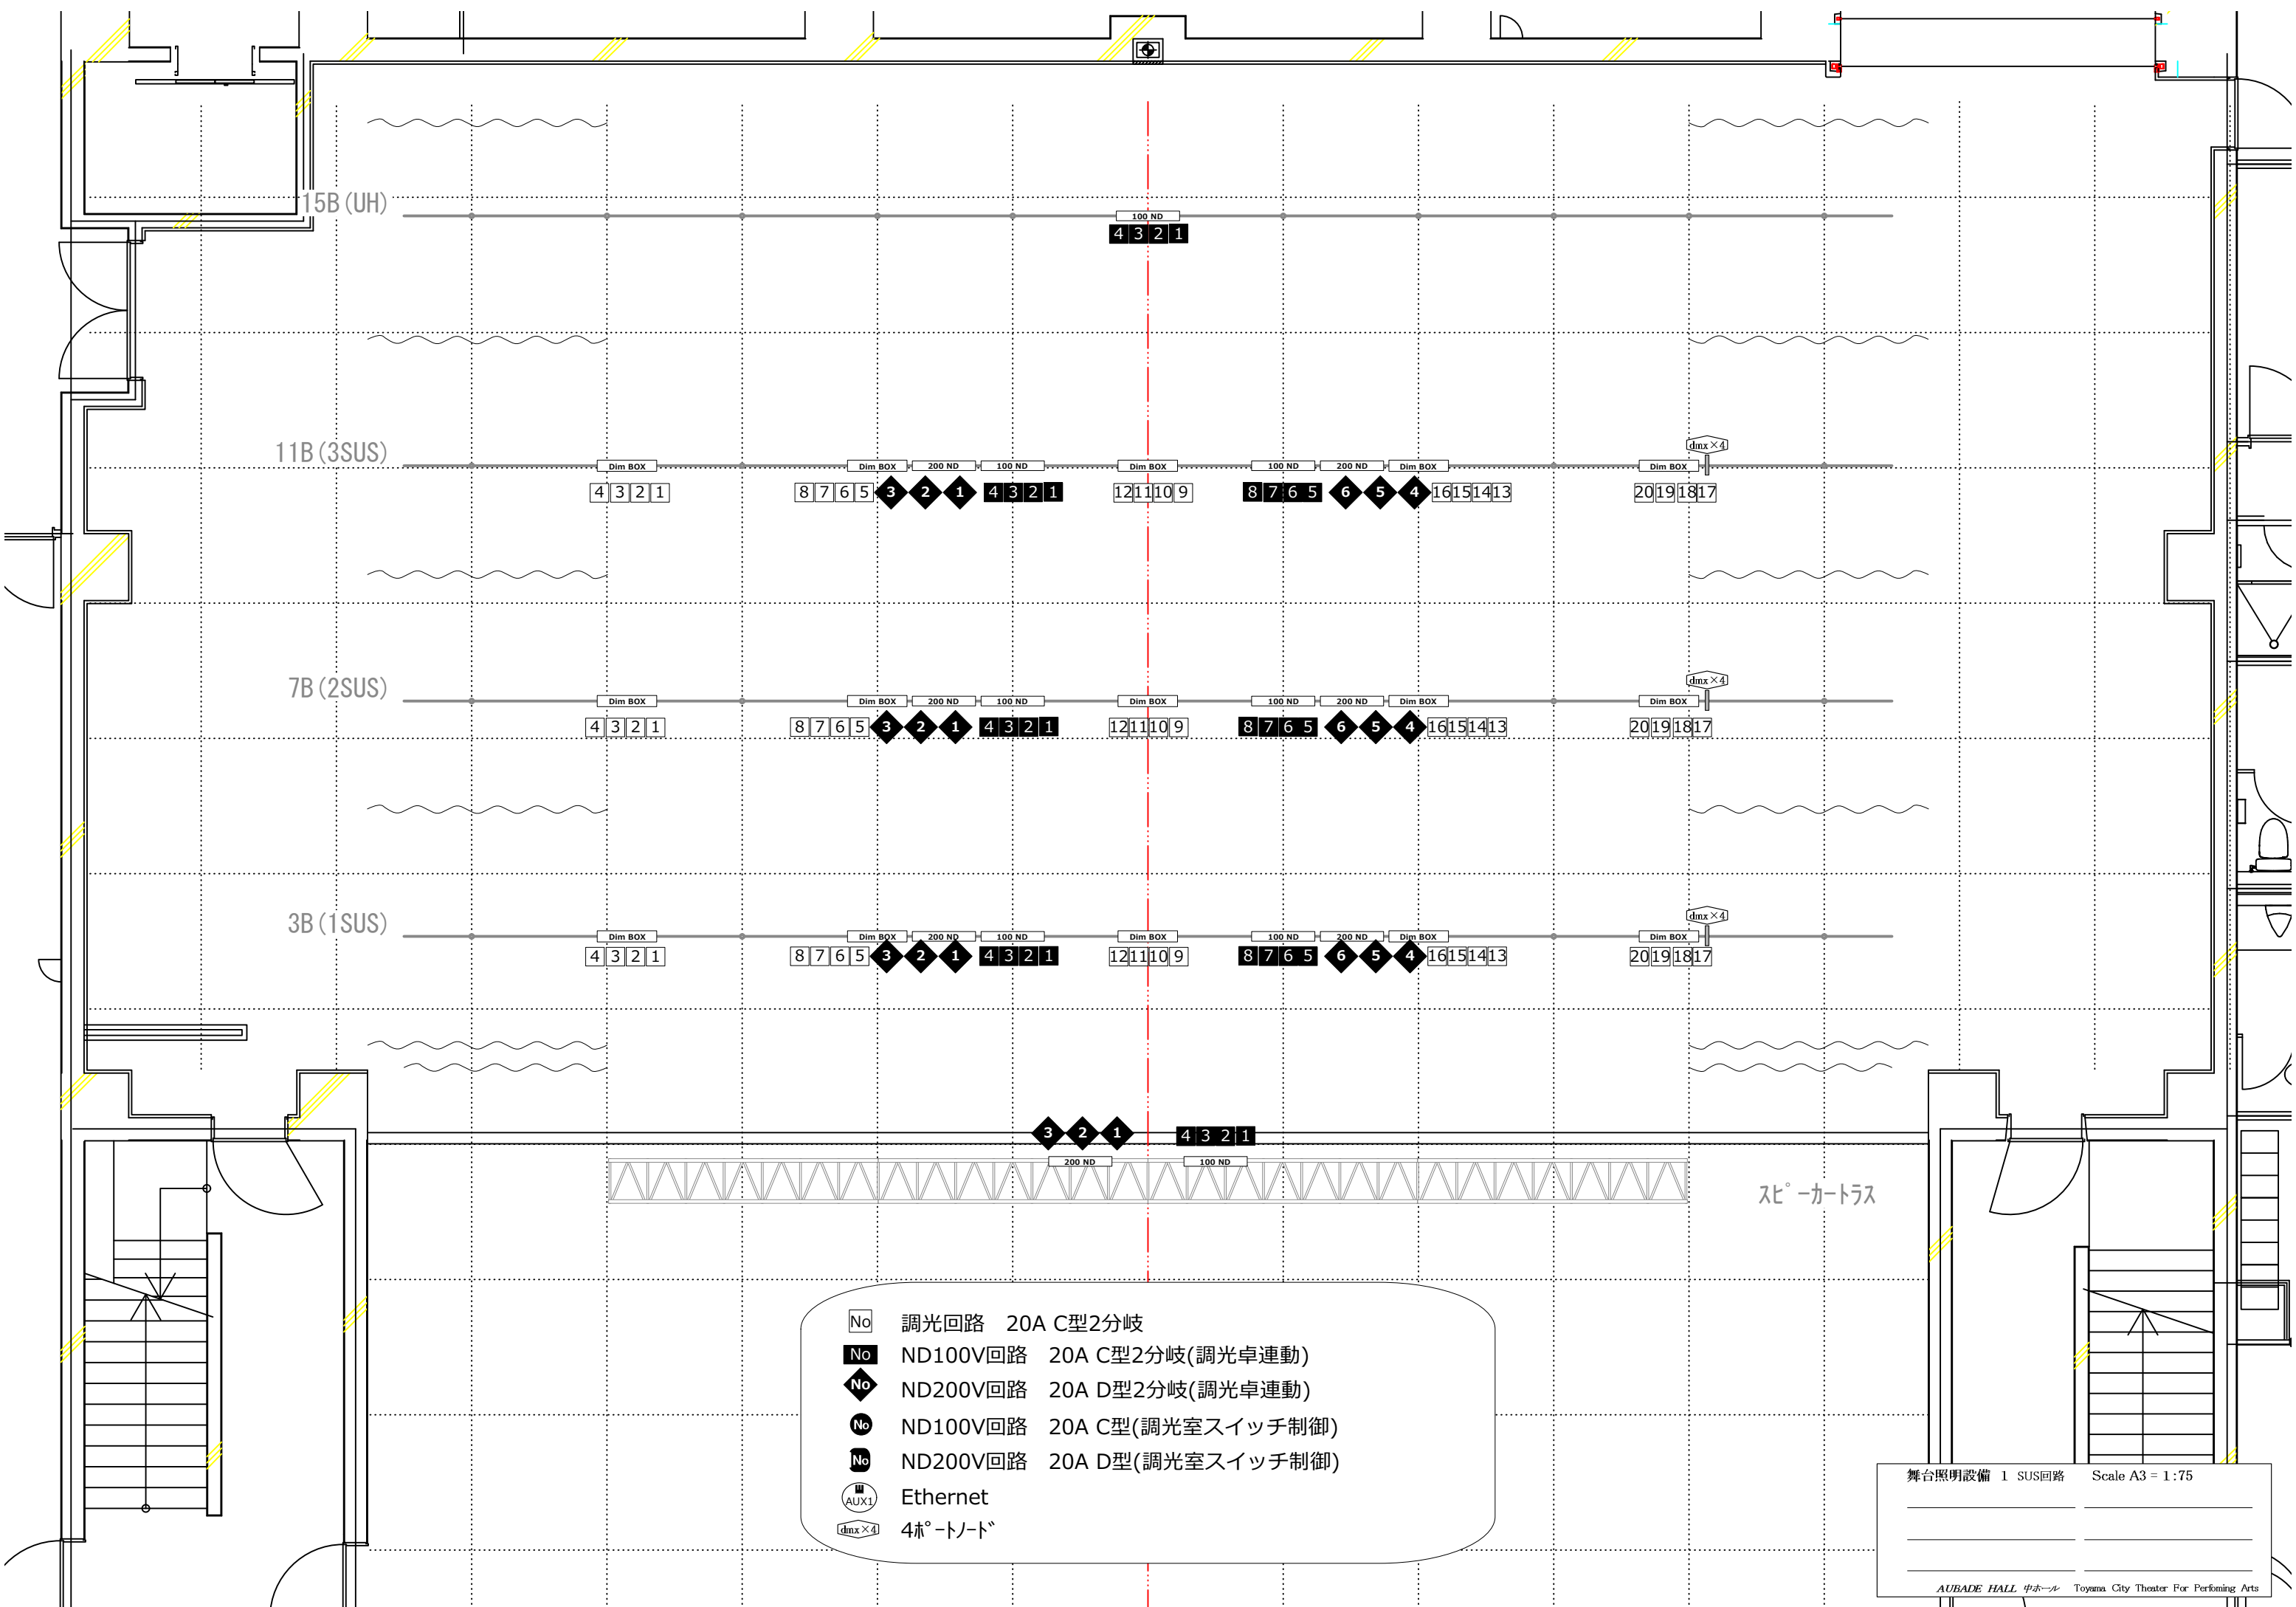 15B(UH)
100 ND
4 3 2 1
dmx×4
11B(3SUS)
Dim BOX Dim BOX 200 ND 100 ND Dim BOX 100 ND 200 ND Dim BOX Dim BOX
4 3 2 1 8 7 6 5 3 2 1 4 3 2 1 12 11 10 9 8 7 6 5 6 5 4 16 15 14 13 20 19 18 17
dmx×4
7B(2SUS)
Dim BOX Dim BOX 200 ND 100 ND Dim BOX 100 ND 200 ND Dim BOX Dim BOX
4 3 2 1 8 7 6 5 3 2 1 4 3 2 1 12 11 10 9 8 7 6 5 6 5 4 16 15 14 13 20 19 18 17
dmx×4
3B(1SUS)
Dim BOX Dim BOX 200 ND 100 ND Dim BOX 100 ND 200 ND Dim BOX Dim BOX
4 3 2 1 8 7 6 5 3 2 1 4 3 2 1 12 11 10 9 8 7 6 5 6 5 4 16 15 14 13 20 19 18 17
3 2 1 4 3 2 1
200 ND 100 ND
ｽﾋﾟｰｶｰﾄﾗｽ
No 調光回路 20A C型2分岐
No ND100V回路 20A C型2分岐(調光卓連動)
No ND200V回路 20A D型2分岐(調光卓連動)
No ND100V回路 20A C型(調光室スイッチ制御)
No ND200V回路 20A D型(調光室スイッチ制御)
AUX1 Ethernet
dmx×4 4ﾎﾟｰﾄﾉｰﾄﾞ
舞台照明設備 1 SUS回路 Scale A3 = 1:75
AUBADE HALL 中ホール Toyama City Theater For Perfoming Arts